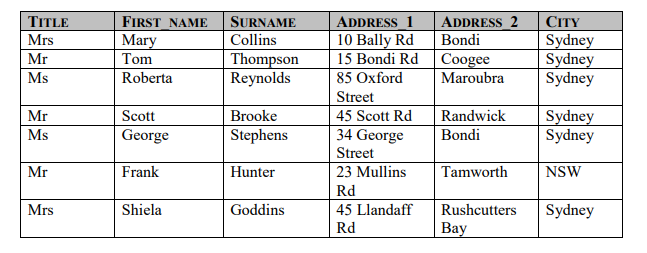 TITLE FIRST_NAME SURNAME ADDRESS_1 ADDRESS_2 CITY
Mrs Mary Collins 10 Bally Rd Bondi Sydney
Mr Tom Thompson 15 Bondi Rd Coogee Sydney
Ms Roberta Reynolds 85 Oxford Maroubra Sydney
Street
Mr Scott Brooke 45 Scott Rd Randwick Sydney
Ms George Stephens 34 George Bondi Sydney
Street
Mr Frank Hunter 23 Mullins Tamworth NSW
Rd
Mrs Shiela Goddins 45 Llandaff Rushcutters Sydney
Rd Bay